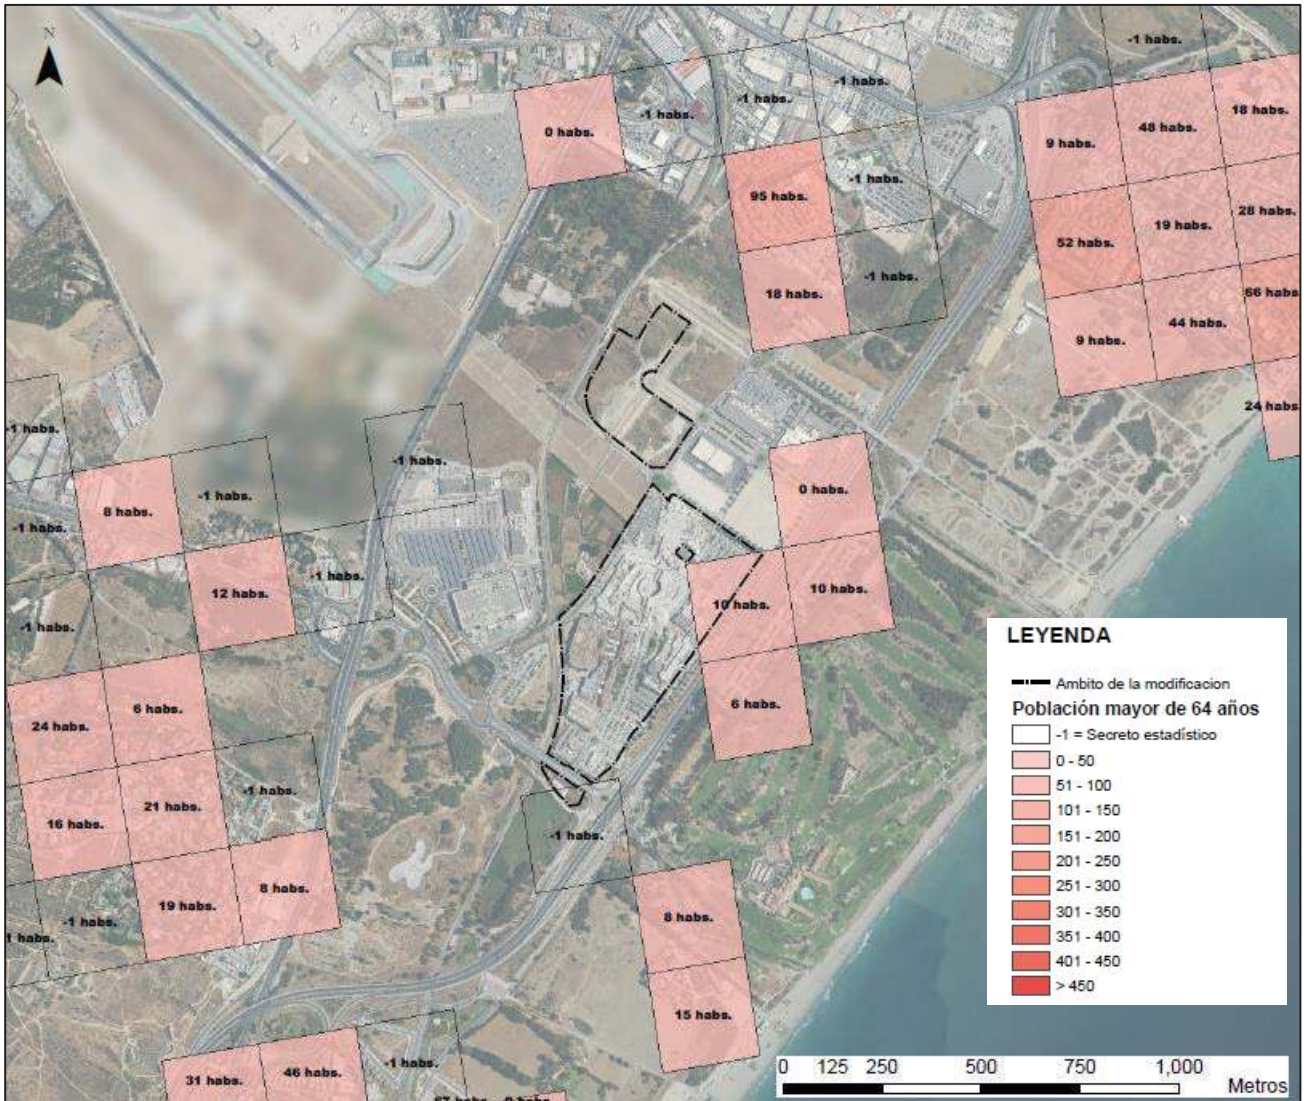 N
-1 habs.
-1 habs.
-1 habs.
-1 habs.
0 habs.
18 habs.
48 habs.
9 habs.
95 habs.
-1 habs.
28 habs.
19 habs.
52 habs.
18 habs.
-1 habs.
66 habs
44 habs.
9 habs.
24 habs
-1 habs.
-1 habs.
0 habs.
-1 habs.
8 habs.
-1 habs.
-1 habs.
12 habs.
10 habs.
10 habs.
-1 habs.
6 habs.
24 habs.
6 habs.
-1 habs.
16 habs.
21 habs.
-1 habs.
8 habs.
19 habs.
-1 habs.
1 habs.
8 habs.
15 habs.
31 habs.
46 habs.
-1 habs.
LEYENDA
Ambito de la modificacion
Población mayor de 64 años
-1 = Secreto estadístico
0 - 50
51 - 100
101 - 150
151 - 200
201 - 250
251 - 300
301 - 350
351 - 400
401 - 450
> 450
0 125 250 500 750 1,000
Metros